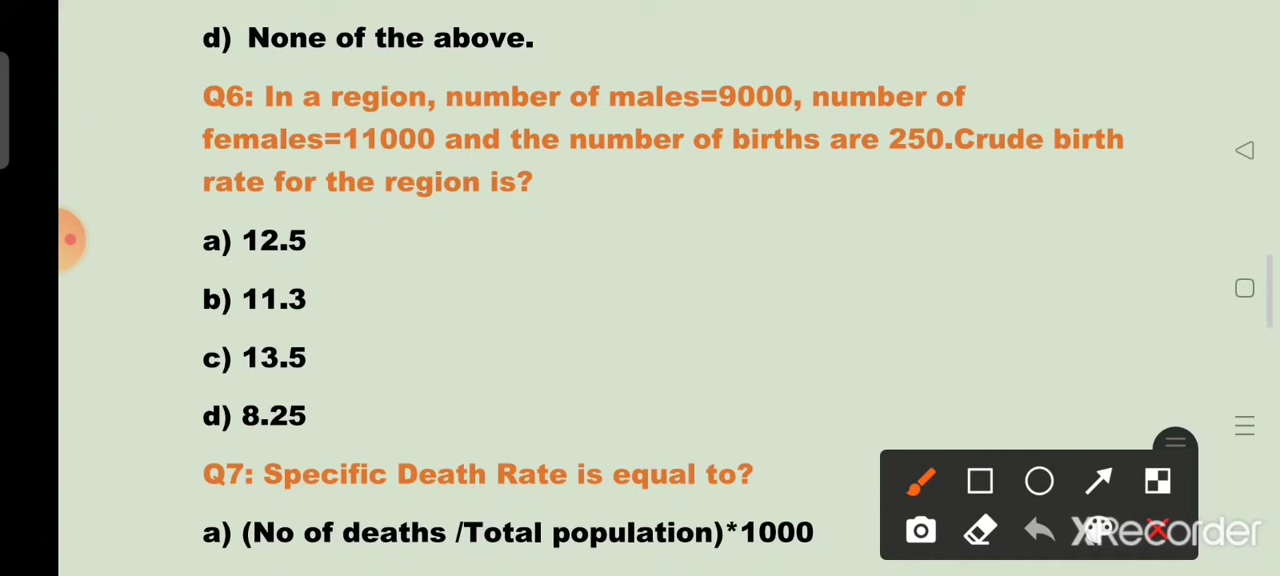 d) None of the above.
Q6: In a region, number of males=9000, number of
females=11000 and the number of births are 250.Crude birth
rate for the region is?
a) 12.5
b) 11.3
c) 13.5
d) 8.25
Q7: Specific Death Rate is equal to?
a) (No of deaths /Total population)*1000
XRecorder